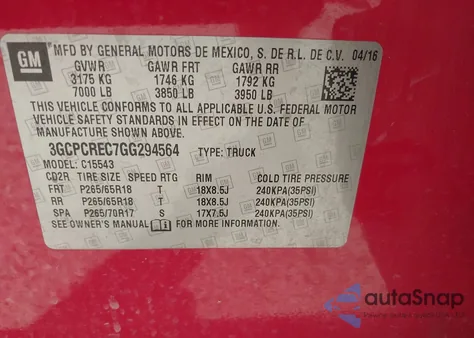 GM
MFD BY GENERAL MOTORS DE MEXICO, S. DE R.L. DE C.V. 04/16
GVWR GAWR FRT GAWR RR
3175 KG 1746 KG 1792 KG
7000 LB 3850 LB 3950 LB
THIS VEHICLE CONFORMS TO ALL APPLICABLE U.S. FEDERAL MOTOR
VEHICLE SAFETY STANDARDS IN EFFECT ON THE DATE
OF MANUFACTURE SHOWN ABOVE.
3GCPCREC7GG294564 TYPE: TRUCK
MODEL: C15543
CD2R TIRE SIZE SPEED RTG RIM COLD TIRE PRESSURE
FRT P265/65R18 T 18X8.5J 240KPA(35PSI)
RR P265/65R18 T 18X8.5J 240KPA(35PSI)
SPA P265/70R17 S 17X7.5J 240KPA(35PSI)
SEE OWNER'S MANUAL FOR MORE INFORMATION.
autoSnap
Powered by